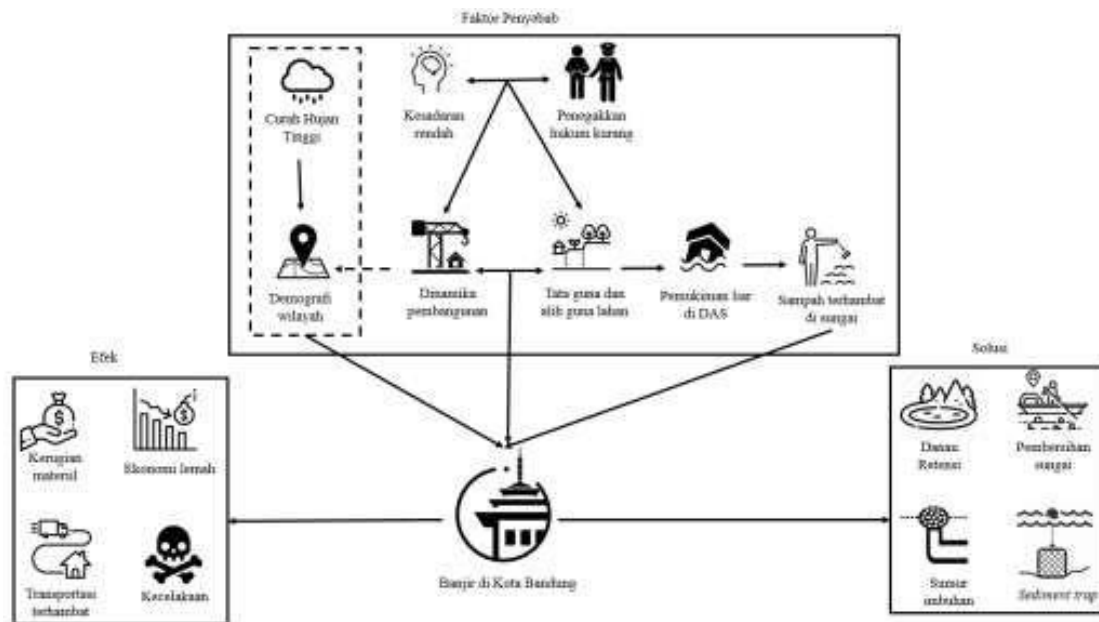 Faktor Penyebab
Curah Hujan
Tinggi
Kesadaran
rendah
Penegakkan
hukum kurang
Demografi
wilayah
Dinamika
pembangunan
Tata guna dan
alih guna lahan
Pemukiman liar
di DAS
Sampah terhambat
di sungai
Efek
Kerugian
materul
Ekonomi lemah
Transportasi
terhambat
Kecelakaan
Banjir di Kota Bandung
Solusi
Danau
Retensi
Pembersihan
sungai
Sumur
imbuhan
Sediment trap